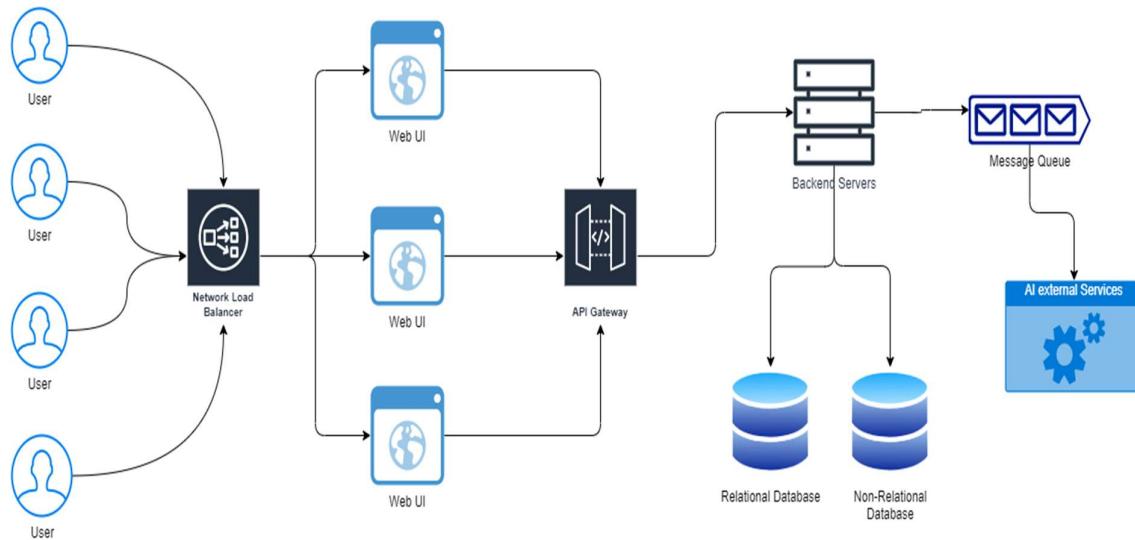 User
User
User
User
Network Load
Balancer
Web UI
Web UI
Web UI
API Gateway
Backend Servers
Message Queue
AI external Services
Relational Database
Non-Relational
Database